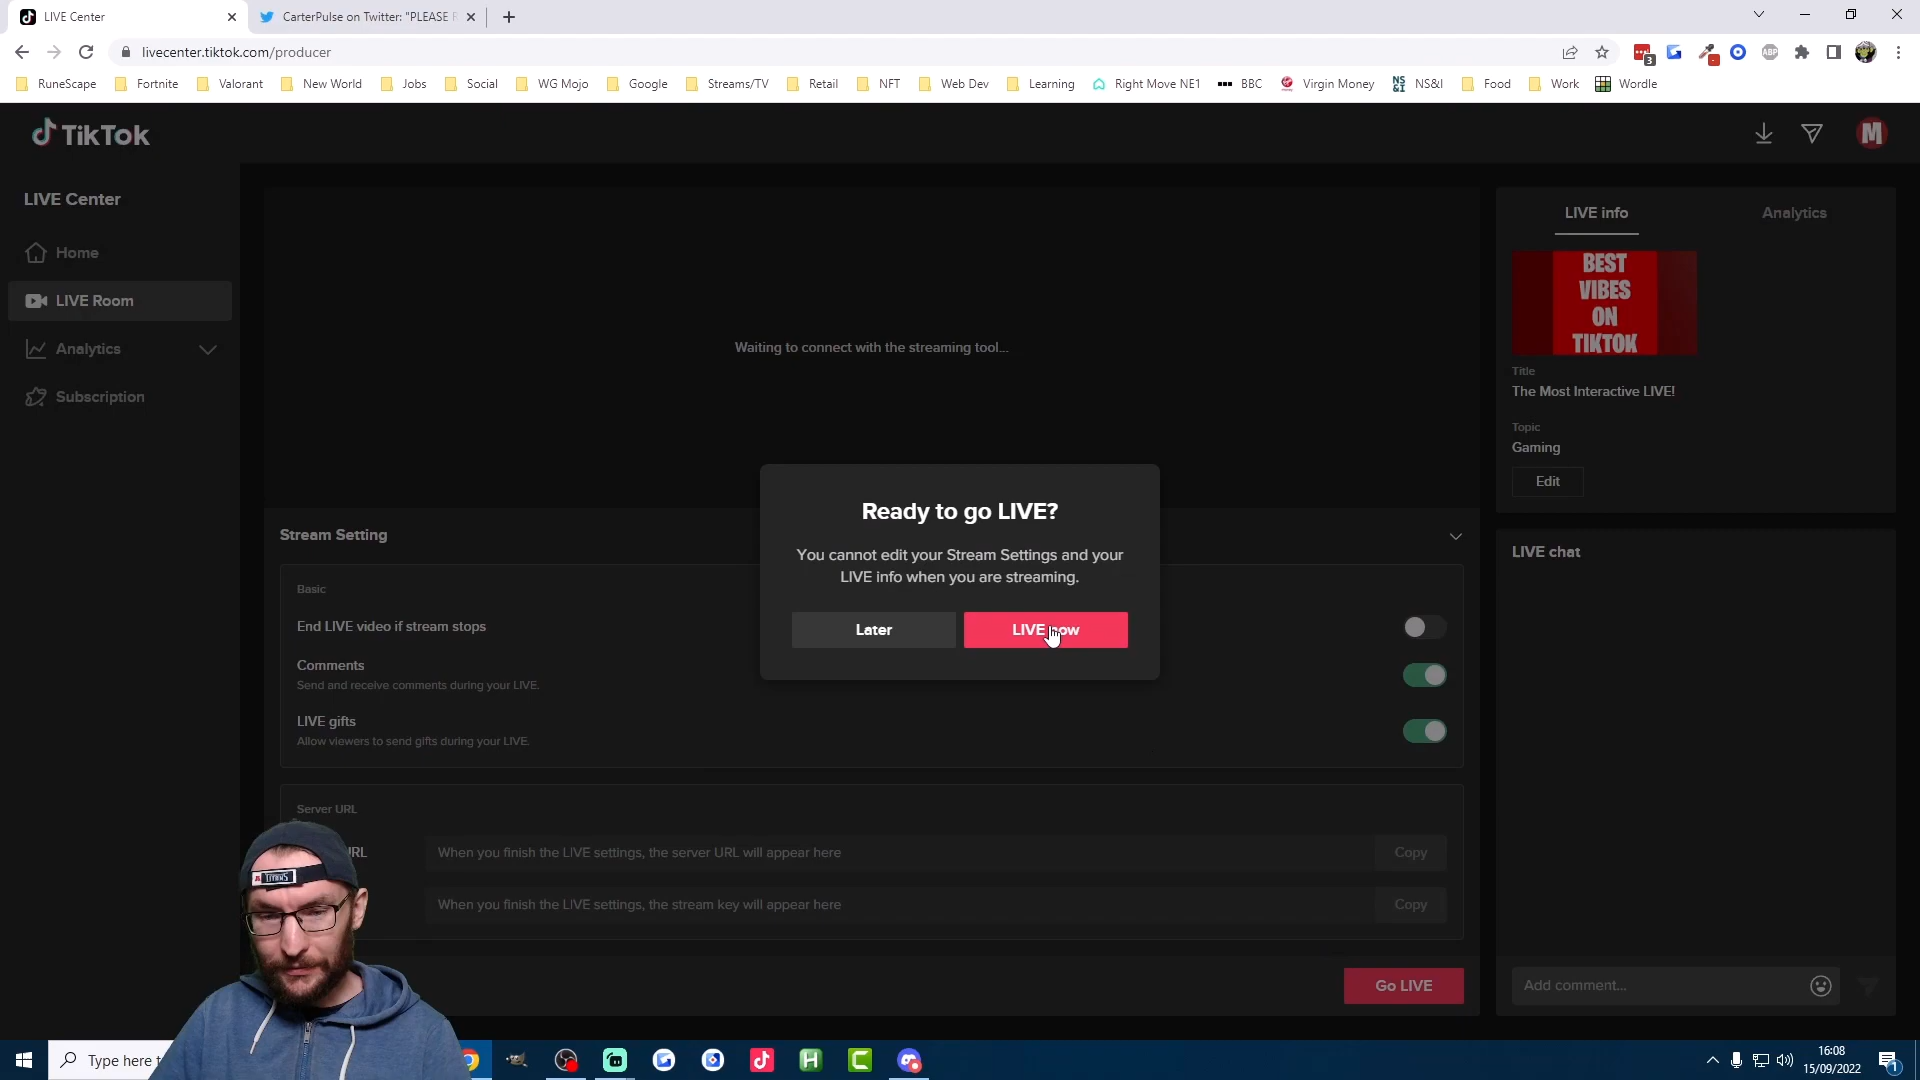 LIVE Center
CarterPulse on Twitter: "PLEASE
livecenter.tiktok.com/producer
RuneScape
Fortnite
Valorant
New World
Jobs
Social
WG Mojo
Google
Streams/TV
Retail
NFT
Web Dev
Learning
Right Move NE1
BBC
Virgin Money
NS&I
Food
Work
Wordle
TikTok
M
LIVE Center
Home
LIVE Room
Analytics
Subscription
Waiting to connect with the streaming tool...
LIVE info
Analytics
BEST
VIBES
ON
TIKTOK
Title
The Most Interactive LIVE!
Topic
Gaming
Edit
Ready to go LIVE?
You cannot edit your Stream Settings and your
LIVE info when you are streaming.
Later
LIVE now
Stream Setting
Basic
End LIVE video if stream stops
Comments
Send and receive comments during your LIVE.
LIVE gifts
Allow viewers to send gifts during your LIVE.
Server URL
URL
When you finish the LIVE settings, the server URL will appear here
Copy
When you finish the LIVE settings, the stream key will appear here
Copy
Go LIVE
LIVE chat
Add comment...
Type here
16:08
15/09/2022